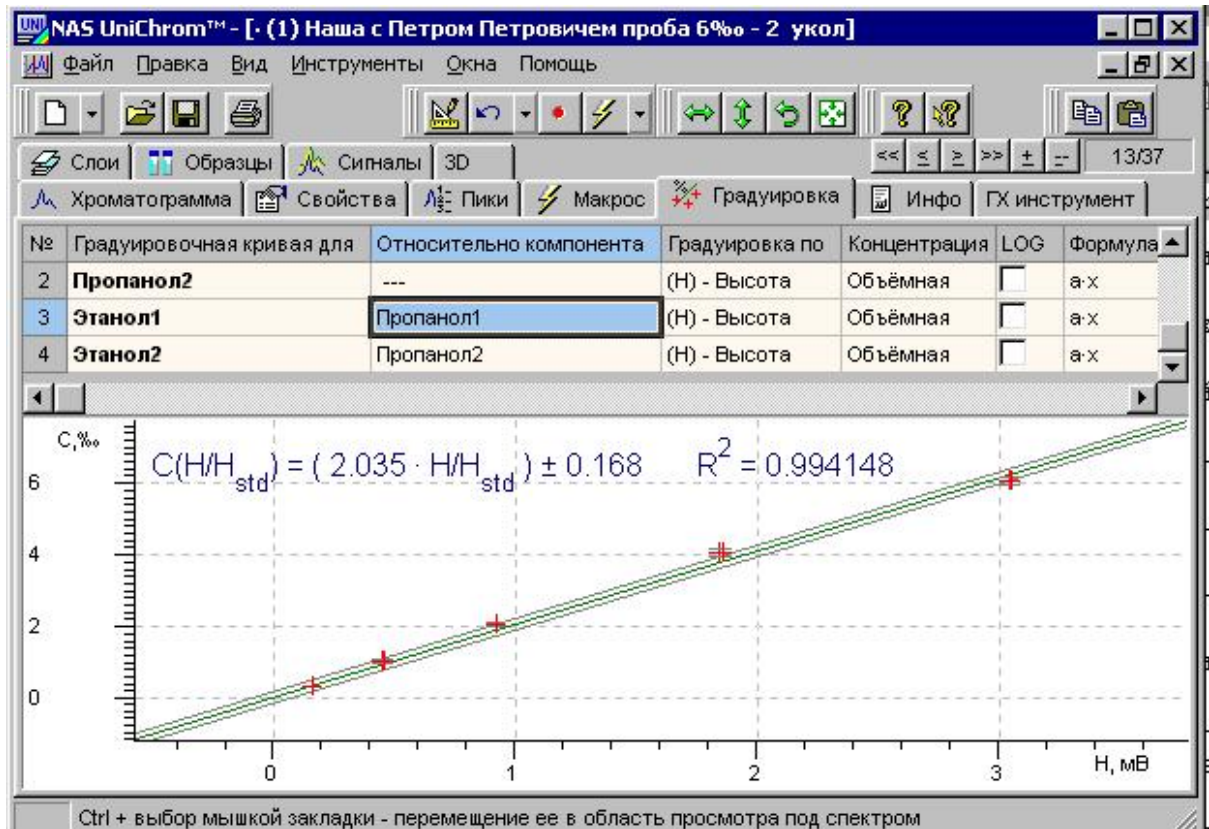 NAS UniChrom™ - [· (1) Наша с Петром Петровичем проба 6‰ - 2 укол]
Файл Правка Вид Инструменты Окна Помощь
Слои Образцы Сигналы 3D << < > >> ± -- 13/37
Хроматограмма Свойства Пики Макрос Градуировка Инфо ГХ инструмент
№ Градуировочная кривая для Относительно компонента Градуировка по Концентрация LOG Формула
2 Пропанол2 --- (H) - Высота Объёмная a·x
3 Этанол1 Пропанол1 (H) - Высота Объёмная a·x
4 Этанол2 Пропанол2 (H) - Высота Объёмная a·x
C,‰
C(H/Hstd) = ( 2.035 · H/Hstd ) ± 0.168 R² = 0.994148
6
4
2
0
0 1 2 3 H, мВ
Ctrl + выбор мышкой закладки - перемещение ее в область просмотра под спектром